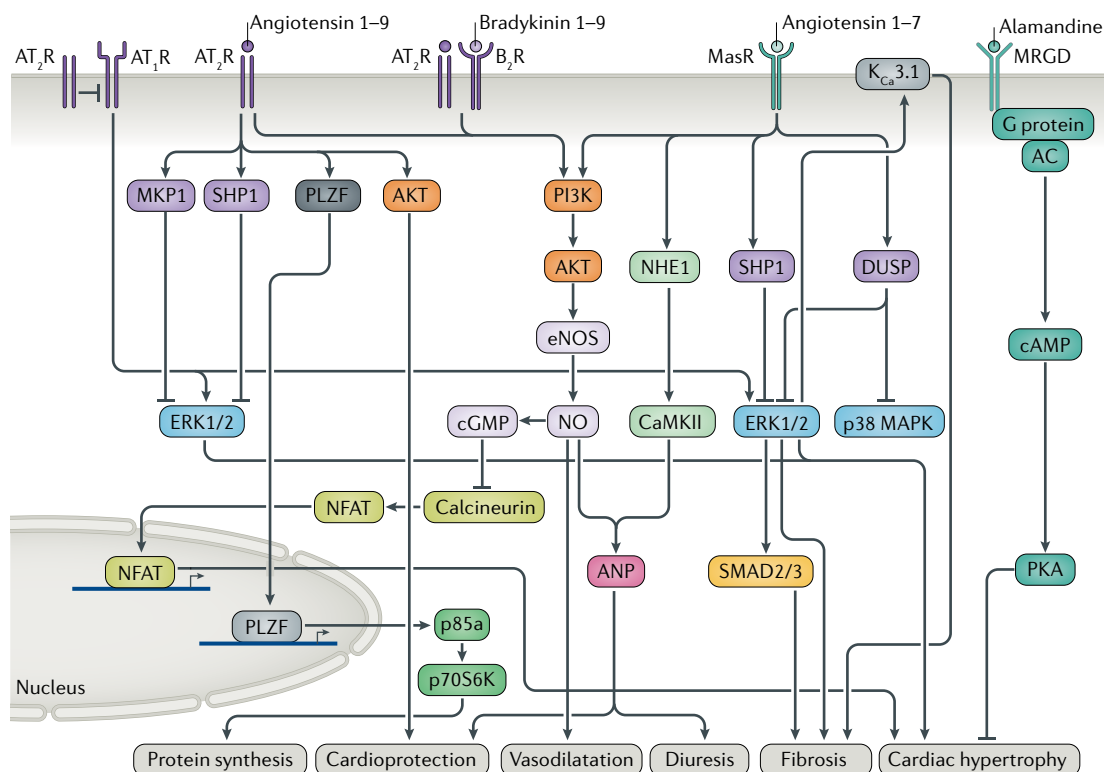 Angiotensin 1–9
Bradykinin 1–9
Angiotensin 1–7
Alamandine
AT2R
AT1R
AT2R
AT2R
B2R
MasR
KCa3.1
MRGD
G protein
AC
MKP1
SHP1
PLZF
AKT
PI3K
AKT
NHE1
SHP1
DUSP
eNOS
cAMP
ERK1/2
cGMP
NO
CaMKII
ERK1/2
p38 MAPK
NFAT
Calcineurin
NFAT
ANP
SMAD2/3
PKA
PLZF
p85a
p70S6K
Nucleus
Protein synthesis
Cardioprotection
Vasodilatation
Diuresis
Fibrosis
Cardiac hypertrophy